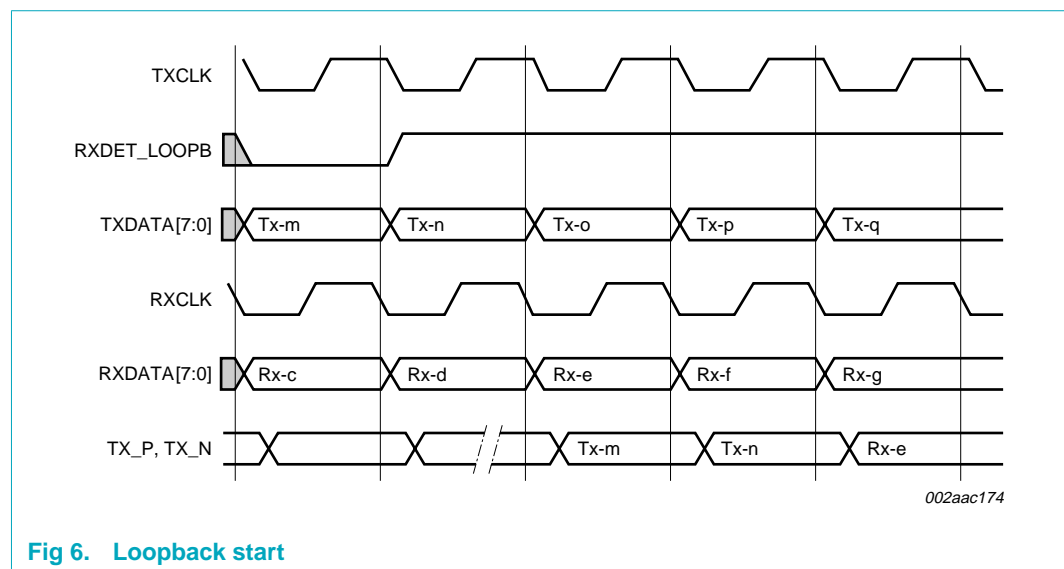 TXCLK
RXDET_LOOPB
TXDATA[7:0] Tx-m Tx-n Tx-o Tx-p Tx-q
RXCLK
RXDATA[7:0] Rx-c Rx-d Rx-e Rx-f Rx-g
TX_P, TX_N Tx-m Tx-n Rx-e
002aac174
Fig 6. Loopback start